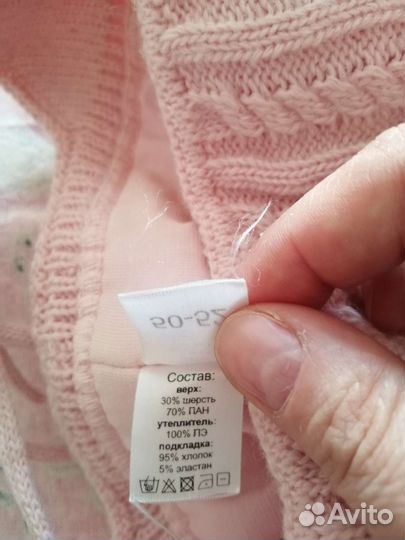 50-52
Состав:
верх:
30% шерсть
70% ПАН
утеплитель:
100% ПЭ
подкладка:
95% хлопок
5% эластан
Avito